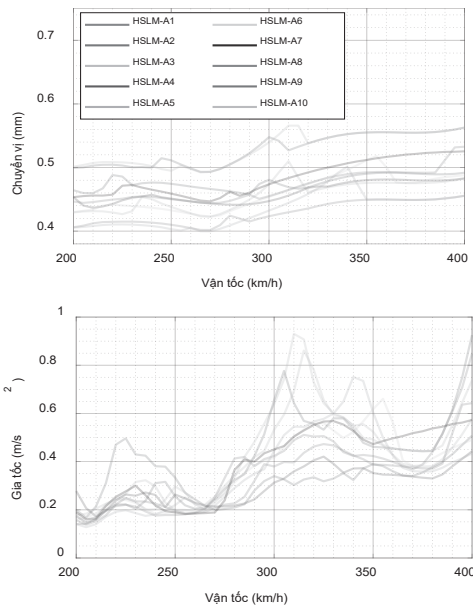 0.7
0.6
0.5
0.4
Chuyển vị (mm)
HSLM-A1
HSLM-A2
HSLM-A3
HSLM-A4
HSLM-A5
HSLM-A6
HSLM-A7
HSLM-A8
HSLM-A9
HSLM-A10
200 250 300 350 400
Vận tốc (km/h)
1
0.8
0.6
0.4
0.2
0
Gia tốc (m/s²)
200 250 300 350 400
Vận tốc (km/h)